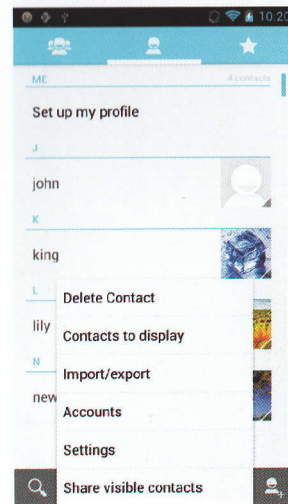 10:20
ME 4 contacts
Set up my profile
J
john
K
king
L
lily
N
new
Delete Contact
Contacts to display
Import/export
Accounts
Settings
Share visible contacts